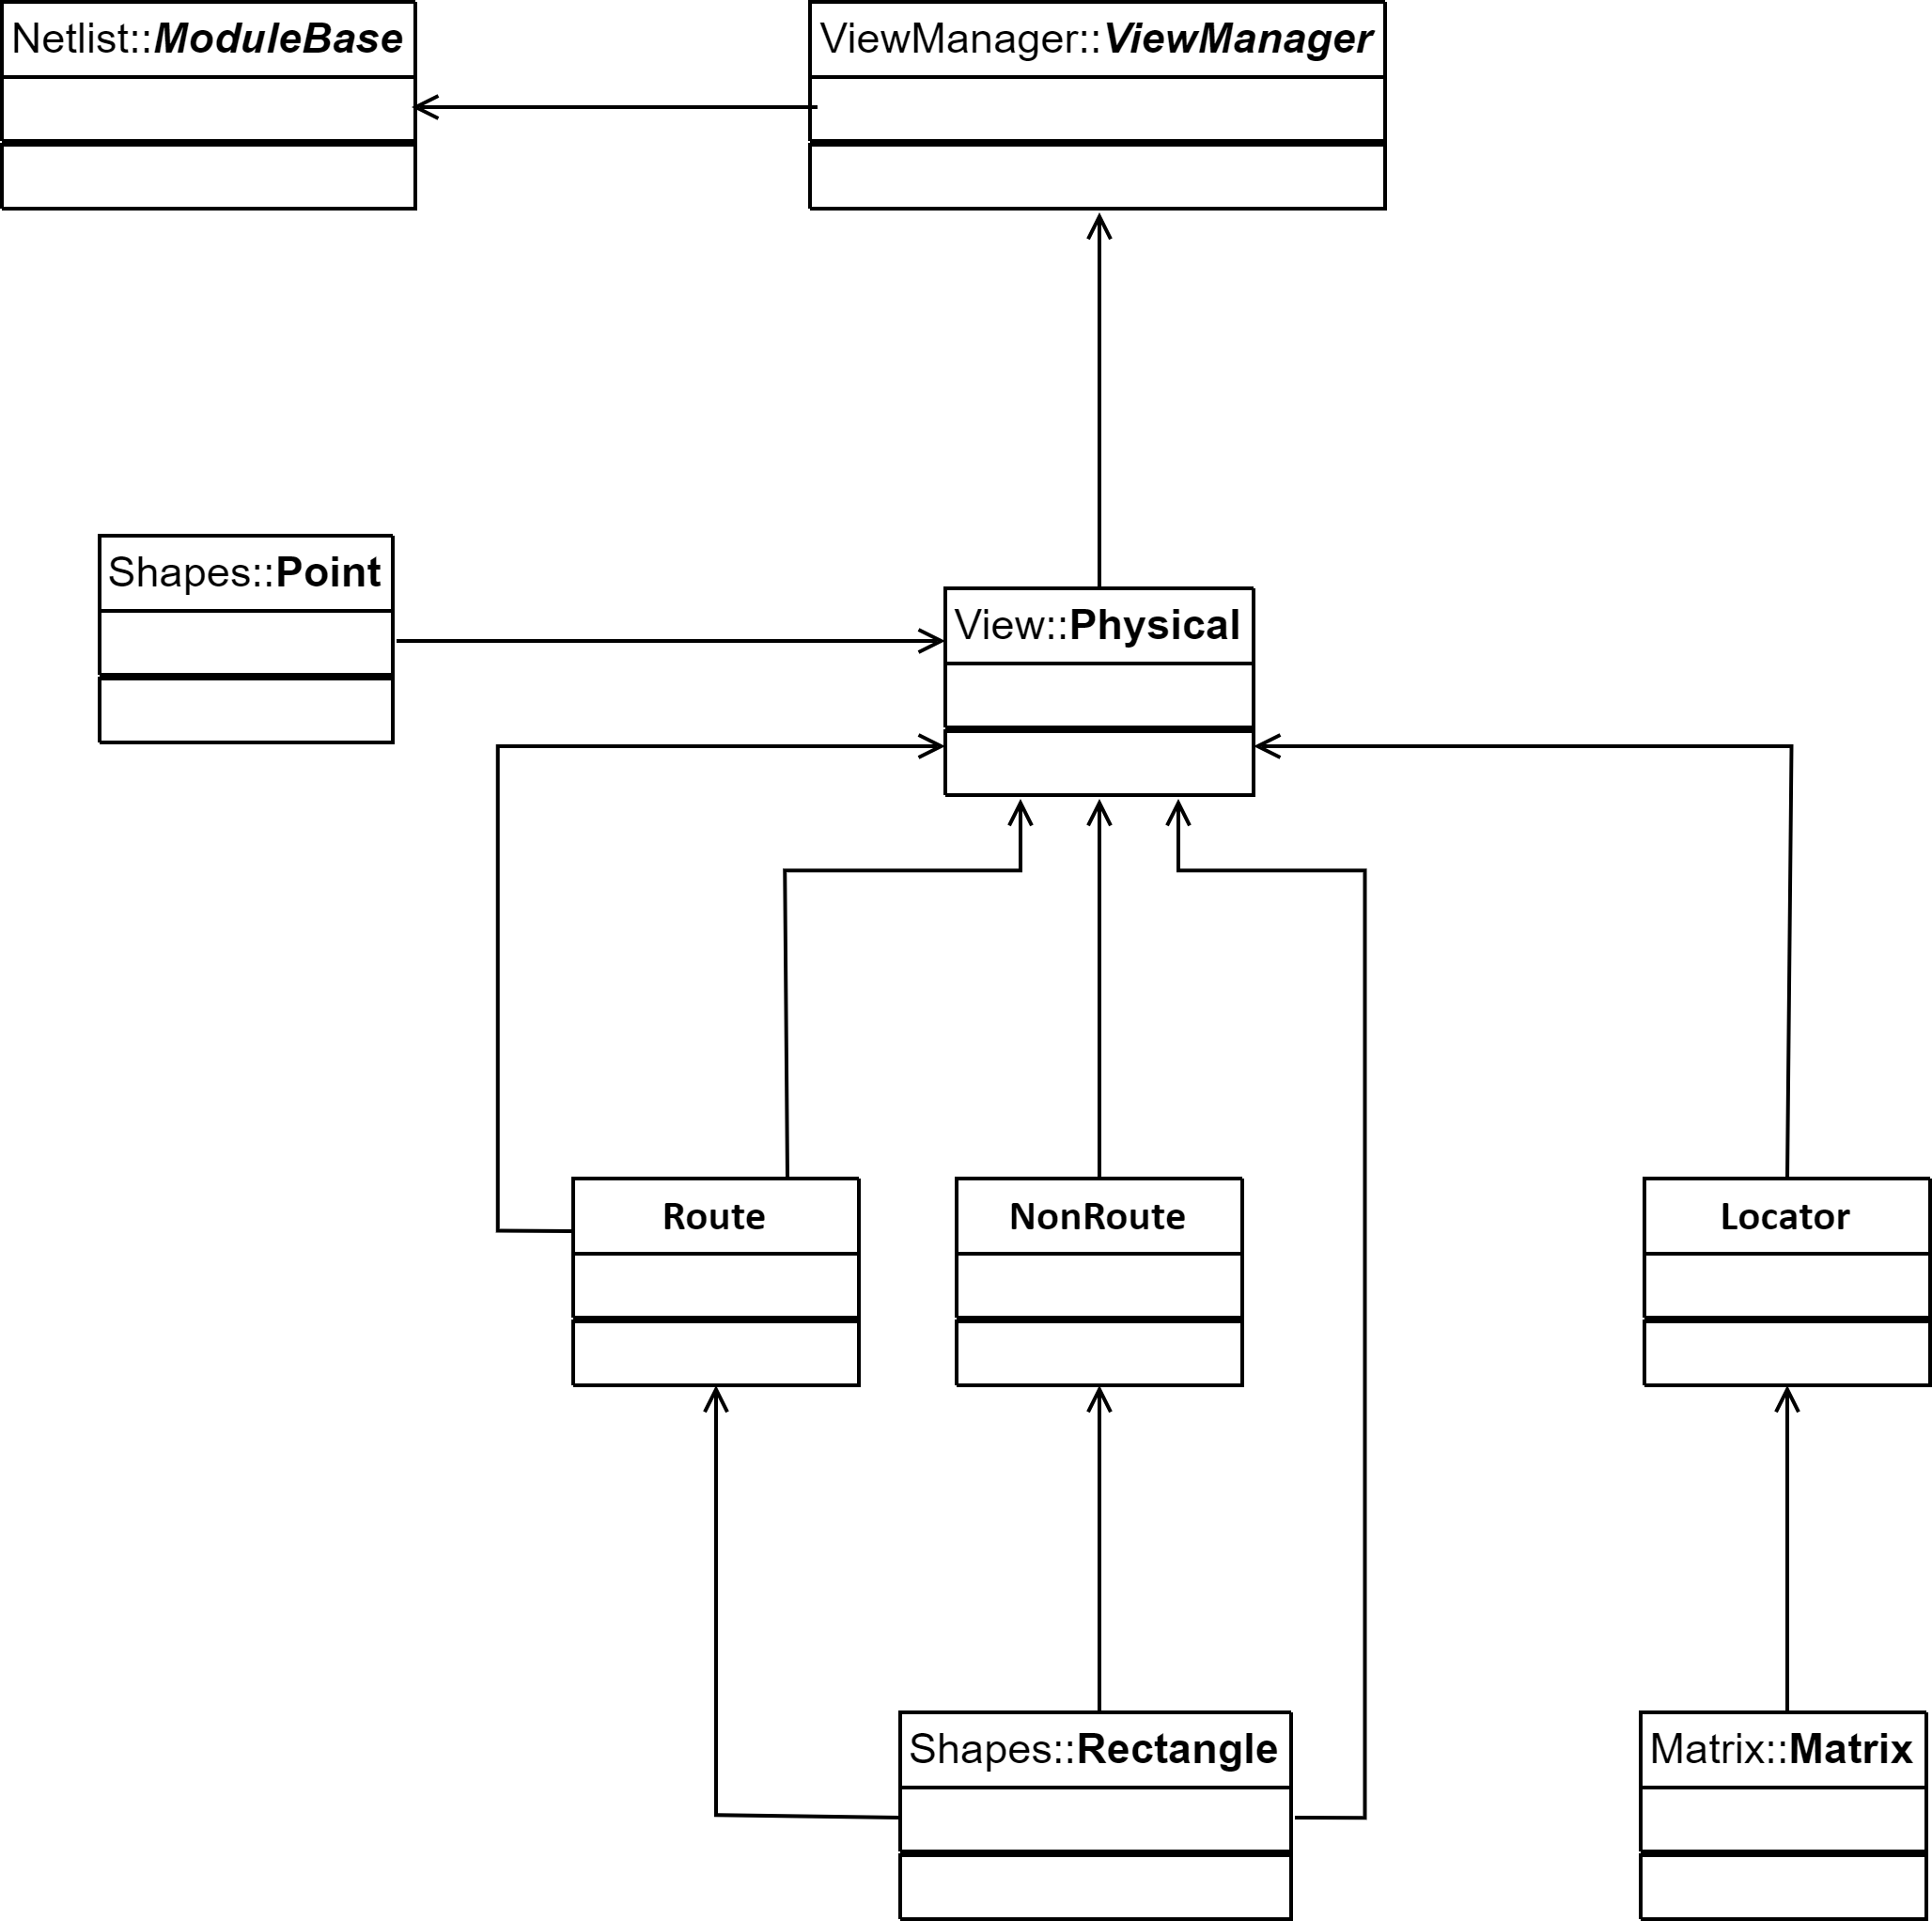 Netlist::ModuleBase
ViewManager::ViewManager
Shapes::Point
View::Physical
Route
NonRoute
Locator
Shapes::Rectangle
Matrix::Matrix